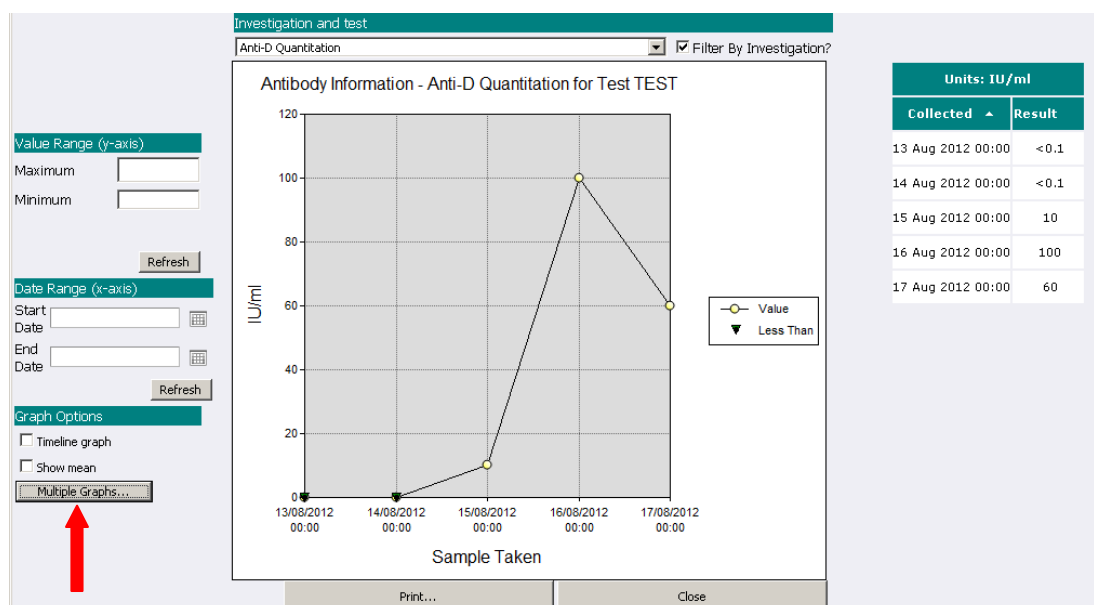 Investigation and test
Anti-D Quantitation
Filter By Investigation?
Value Range (y-axis)
Maximum
Minimum
Refresh
Date Range (x-axis)
Start
Date
End
Date
Refresh
Graph Options
Timeline graph
Show mean
Multiple Graphs...
Antibody Information - Anti-D Quantitation for Test TEST
IU/ml
120
100
80
60
40
20
0
13/08/2012 14/08/2012 15/08/2012 16/08/2012 17/08/2012
00:00 00:00 00:00 00:00 00:00
Sample Taken
Value
Less Than
Print...
Close
Units: IU/ml
Collected Result
13 Aug 2012 00:00 <0.1
14 Aug 2012 00:00 <0.1
15 Aug 2012 00:00 10
16 Aug 2012 00:00 100
17 Aug 2012 00:00 60